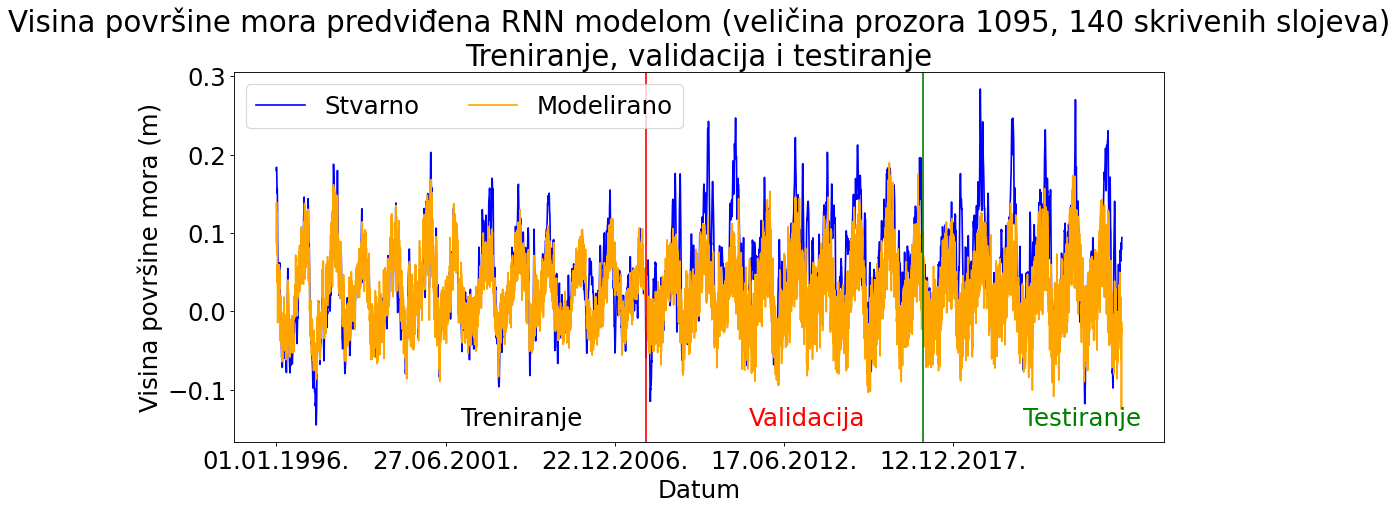 Visina površine mora predviđena RNN modelom (veličina prozora 1095, 140 skrivenih slojeva)
Treniranje, validacija i testiranje
Stvarno
Modelirano
Visina površine mora (m)
0.3
0.2
0.1
0.0
−0.1
Treniranje
Validacija
Testiranje
01.01.1996.
27.06.2001.
22.12.2006.
17.06.2012.
12.12.2017.
Datum